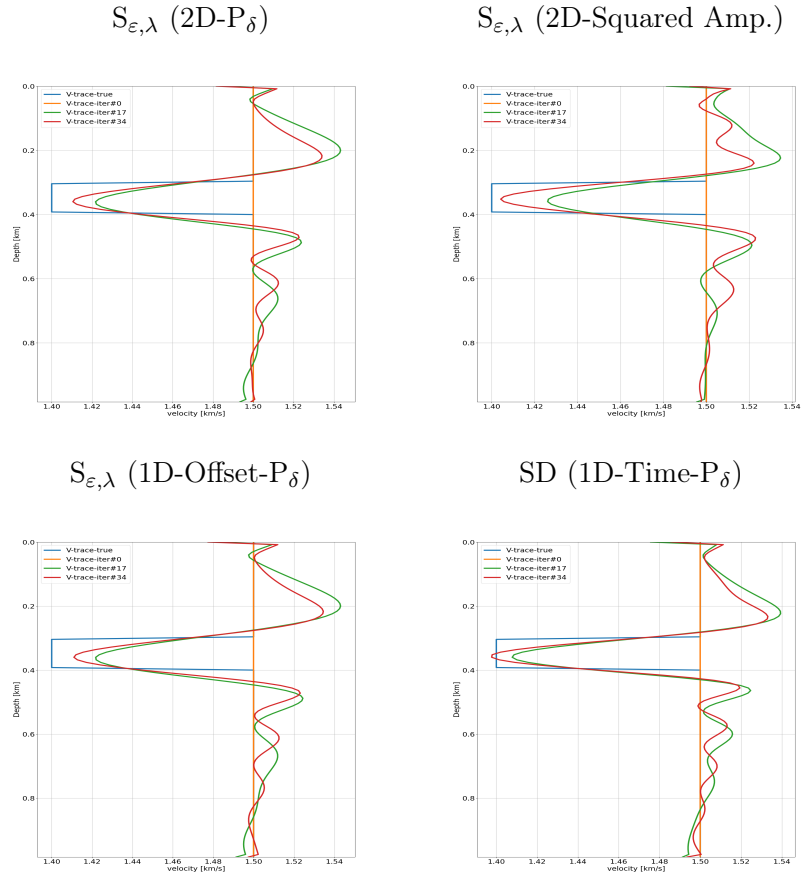 S_{ε,λ} (2D-P_δ)
S_{ε,λ} (2D-Squared Amp.)
V-trace-true
V-trace-iter#0
V-trace-iter#17
V-trace-iter#34
0.0
0.2
0.4
0.6
0.8
Depth [km]
1.40 1.42 1.44 1.46 1.48 1.50 1.52 1.54
velocity [km/s]
V-trace-true
V-trace-iter#0
V-trace-iter#17
V-trace-iter#34
0.0
0.2
0.4
0.6
0.8
Depth [km]
1.40 1.42 1.44 1.46 1.48 1.50 1.52 1.54
velocity [km/s]
S_{ε,λ} (1D-Offset-P_δ)
SD (1D-Time-P_δ)
V-trace-true
V-trace-iter#0
V-trace-iter#17
V-trace-iter#34
0.0
0.2
0.4
0.6
0.8
Depth [km]
1.40 1.42 1.44 1.46 1.48 1.50 1.52 1.54
velocity [km/s]
V-trace-true
V-trace-iter#0
V-trace-iter#17
V-trace-iter#34
0.0
0.2
0.4
0.6
0.8
Depth [km]
1.40 1.42 1.44 1.46 1.48 1.50 1.52 1.54
velocity [km/s]